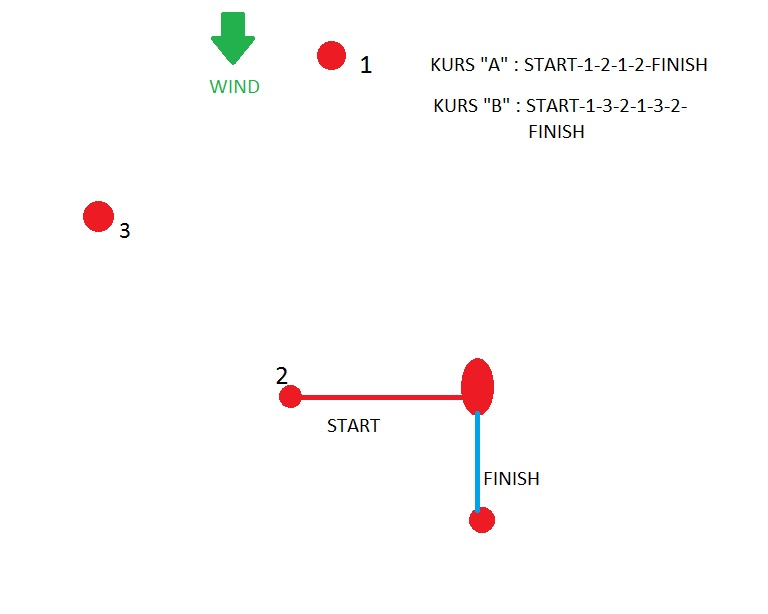 1
KURS "A" : START-1-2-1-2-FINISH
WIND
KURS "B" : START-1-3-2-1-3-2-
FINISH
3
2
START
FINISH